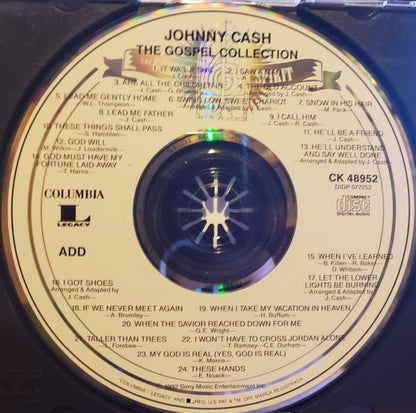 JOHNNY CASH
THE GOSPEL COLLECTION
1. IT WAS JESUS 2. I SAW A MAN
J. Cash
3. ARE ALL THE CHILDREN IN 4. THE OLD ACCOUNT
J. Cash
5. LEAD ME GENTLY HOME 6. SWING LOW, SWEET CHARIOT 7. SNOW IN HIS HAIR
—W.L. Thompson— —Arranged & Adapted by J. Cash— M. Pack—
8. LEAD ME FATHER 9. I CALL HIM
—J. Cash— —J. Cash—
10. THESE THINGS SHALL PASS 11. HE'LL BE A FRIEND
—S. Hamblen— —J. Cash—
12. GOD WILL 13. HE'LL UNDERSTAND
M. Wilkin – J. Loudermilk— AND SAY WELL DONE
14. GOD MUST HAVE MY —Arranged & Adapted by J. Cash—
FORTUNE LAID AWAY
—T. Harris—
COLUMBIA CK 48952
DIDP 077252
L COMPACT
LEGACY disc
DIGITAL AUDIO
ADD
15. WHEN I'VE LEARNED
—B. Killen – R. Baker
D. Whitson—
16. I GOT SHOES 17. LET THE LOWER
Arranged & Adapted by LIGHTS BE BURNING
J. Cash— —Arranged & Adapted by
J. Cash—
18. IF WE NEVER MEET AGAIN 19. WHEN I TAKE MY VACATION IN HEAVEN
—A. Brumley— —H. Buffum—
20. WHEN THE SAVIOR REACHED DOWN FOR ME
—G.E. Wright—
21. TALLER THAN TREES 22. I WON'T HAVE TO CROSS JORDAN ALONE
L. Forebee— —T. Ramsey – C.E. Durham—
23. MY GOD IS REAL (YES, GOD IS REAL)
—K. Morris—
24. THESE HANDS
—E. Noack—
℗ 1992 Sony Music Entertainment Inc.
COLUMBIA, LEGACY AND L REG. U.S. PAT. & TM. OFF. MARCA REGISTRADA.